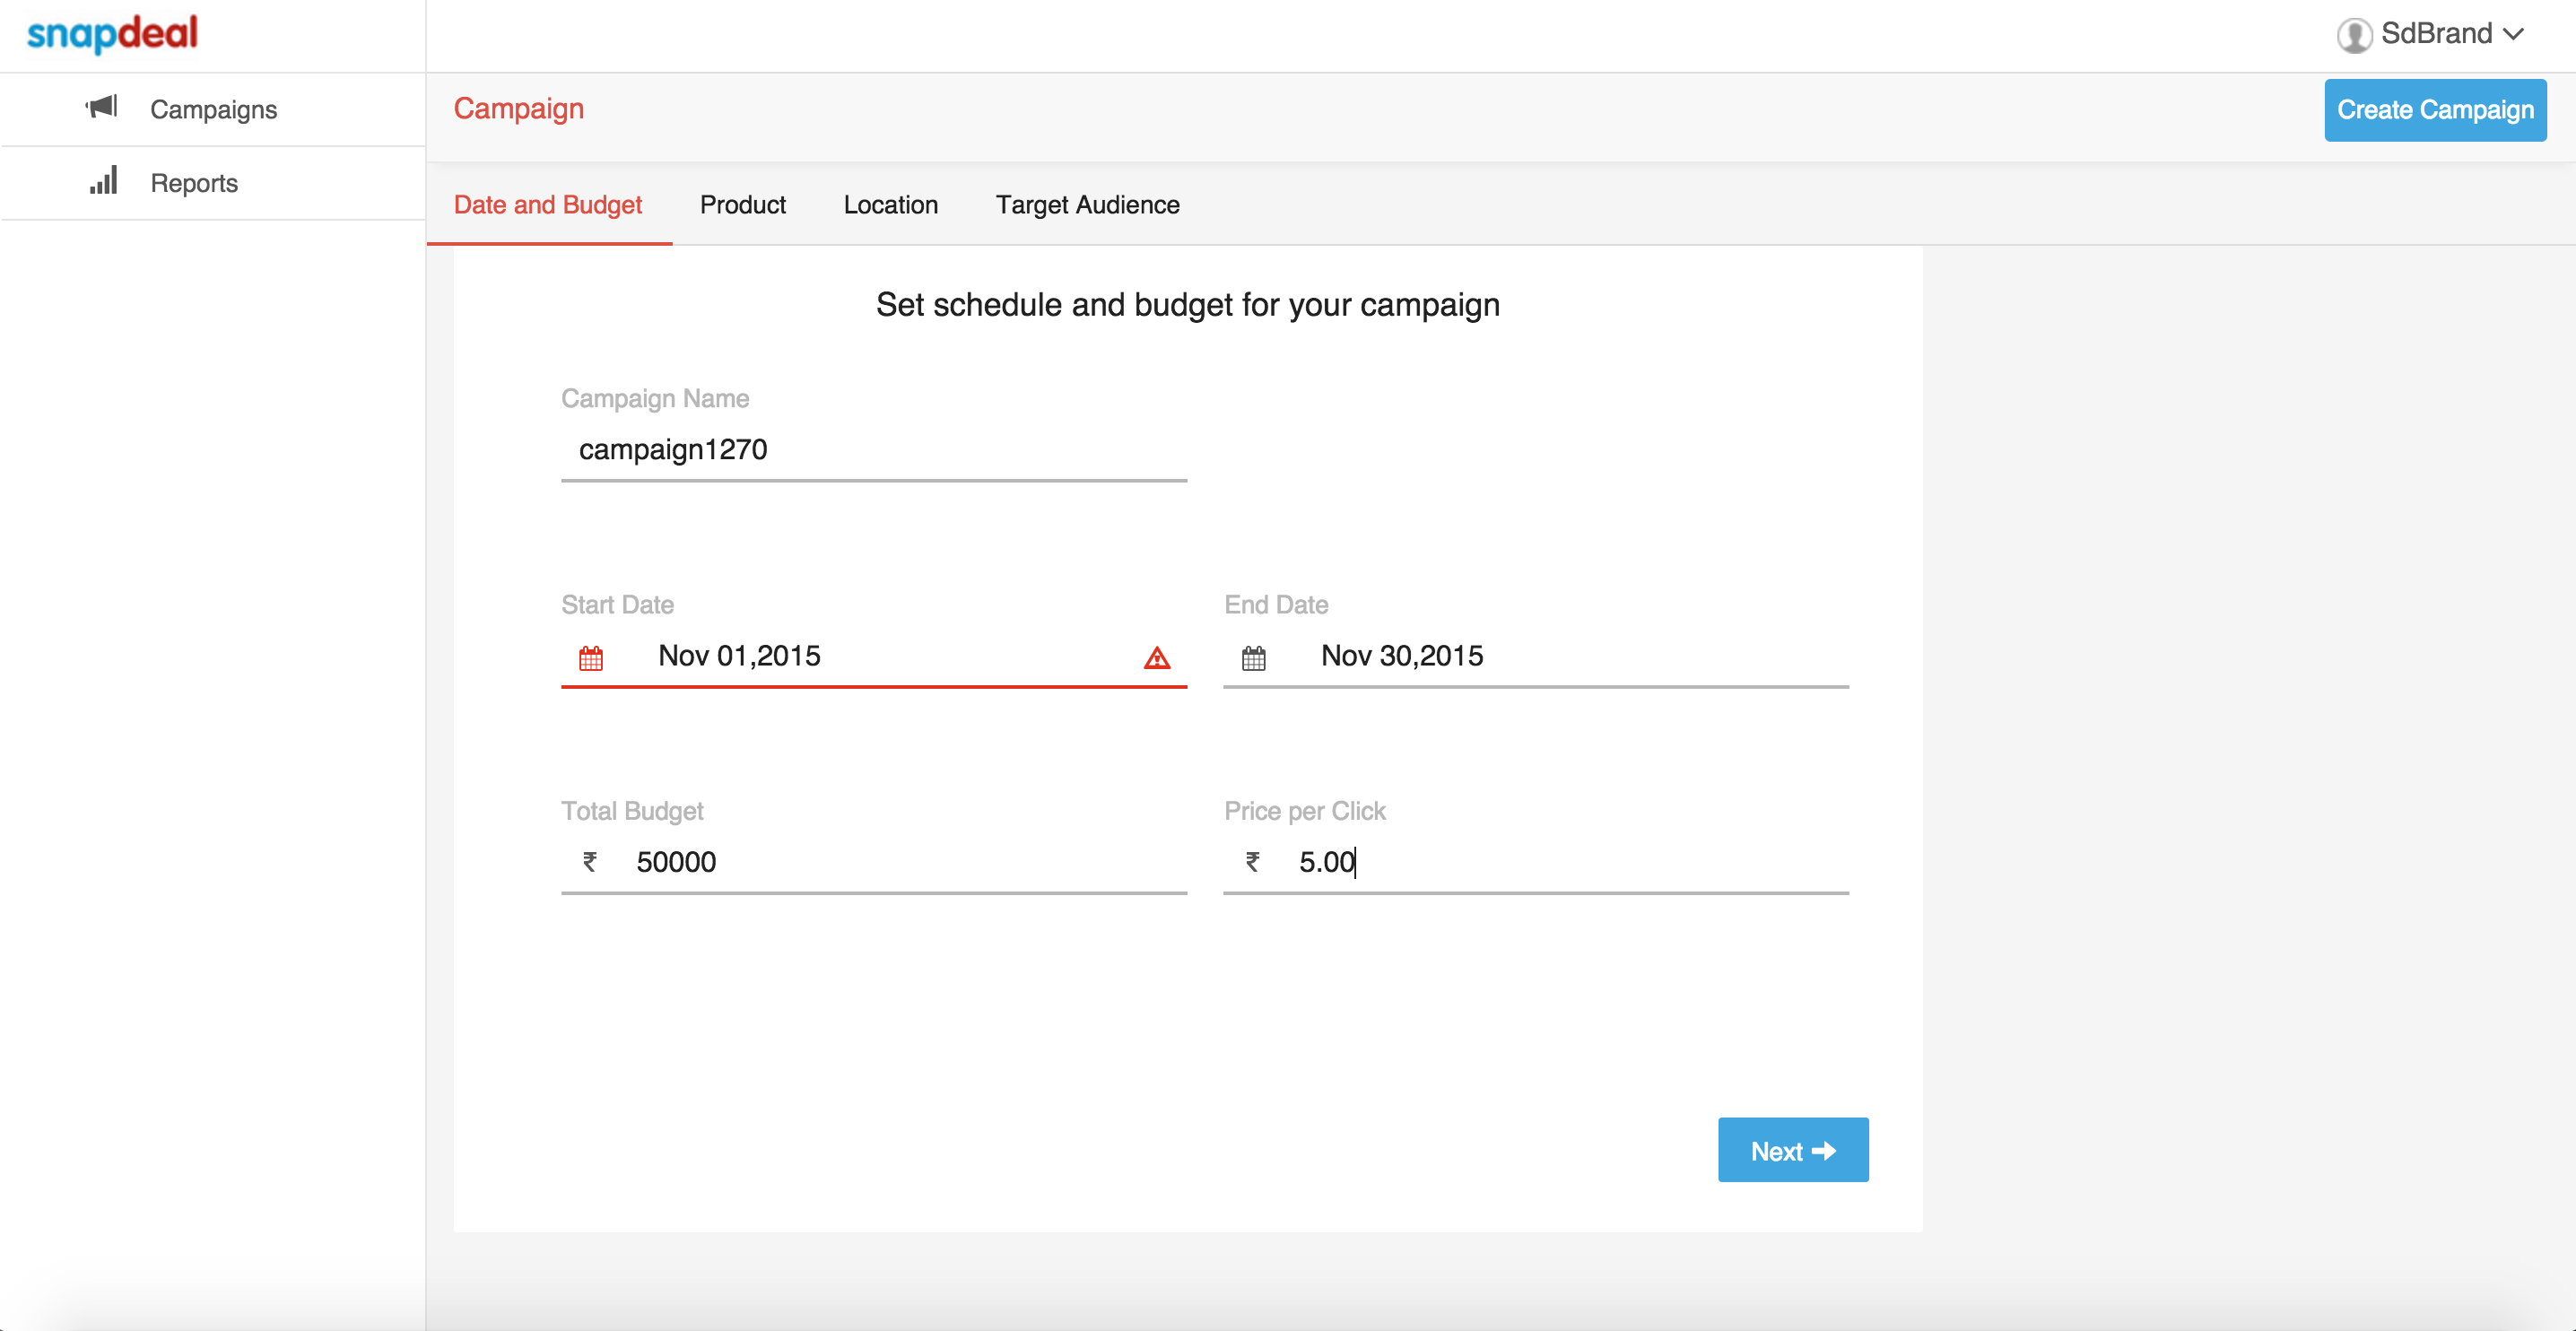 snapdeal
SdBrand
Campaigns
Reports
Campaign
Create Campaign
Date and Budget Product Location Target Audience
Set schedule and budget for your campaign
Campaign Name
campaign1270
Start Date End Date
Nov 01,2015 Nov 30,2015
Total Budget Price per Click
₹ 50000 ₹ 5.00
Next